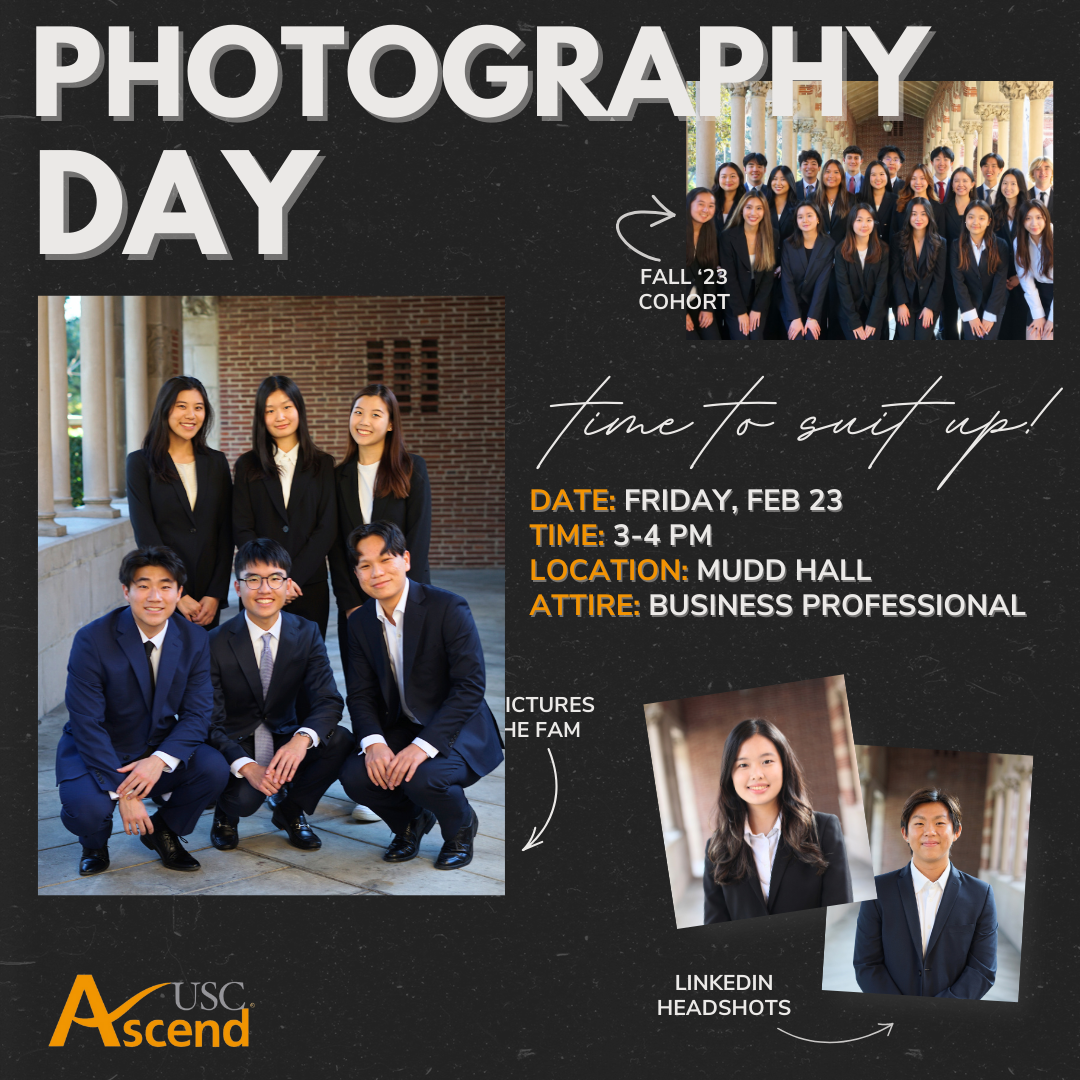 PHOTOGRAPHY
DAY
FALL ‘23
COHORT
time to suit up!
DATE: FRIDAY, FEB 23
TIME: 3-4 PM
LOCATION: MUDD HALL
ATTIRE: BUSINESS PROFESSIONAL
ICTURES
HE FAM
LINKEDIN
HEADSHOTS
USC
Ascend